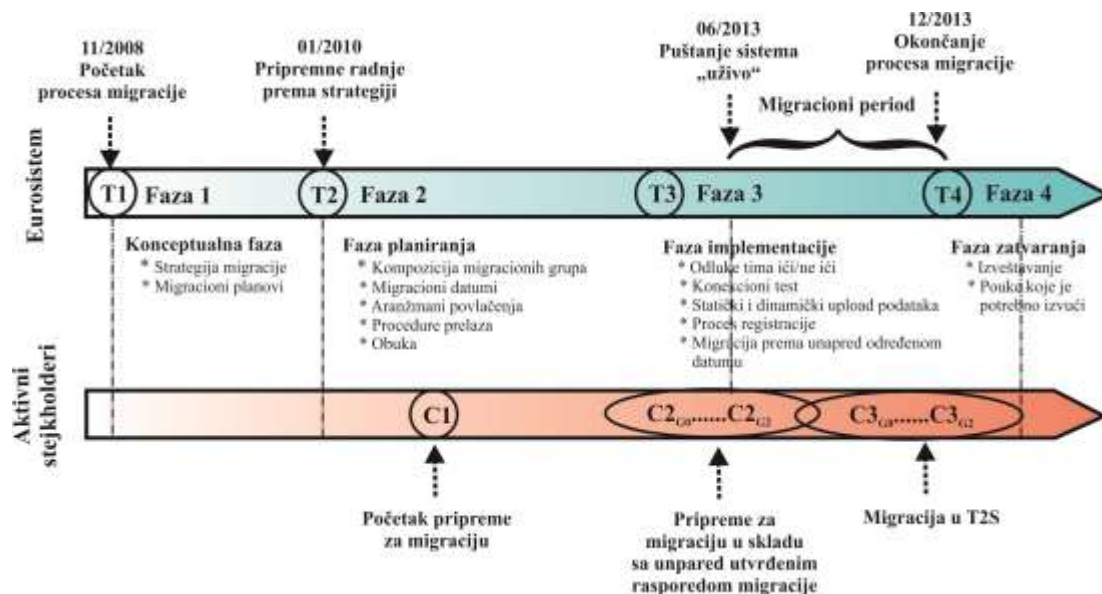 11/2008
Početak
procesa migracije
01/2010
Pripremne radnje
prema strategiji
06/2013
Puštanje sistema
„uživo“
12/2013
Okončanje
procesa migracije
Migracioni period
Eurosistem
T1 Faza 1
T2 Faza 2
T3 Faza 3
T4 Faza 4
Konceptualna faza
* Strategija migracije
* Migracioni planovi
Faza planiranja
* Kompozicija migracionih grupa
* Migracioni datumi
* Aranžmani povlačenja
* Procedure prelaza
* Obuka
Faza implementacije
* Odluke tima ići/ne ići
* Konekcioni test
* Statički i dinamički upload podataka
* Proces registracije
* Migracija prema unapred određenom
datumu
Faza zatvaranja
* Izveštavanje
* Pouke koje je
potrebno izvući
Aktivni
stejkholderi
C1
C2G0......C2G2
C3G0......C3G2
Početak pripreme
za migraciju
Pripreme za
migraciju u skladu
sa unpared utvrđenim
rasporedom migracije
Migracija u T2S